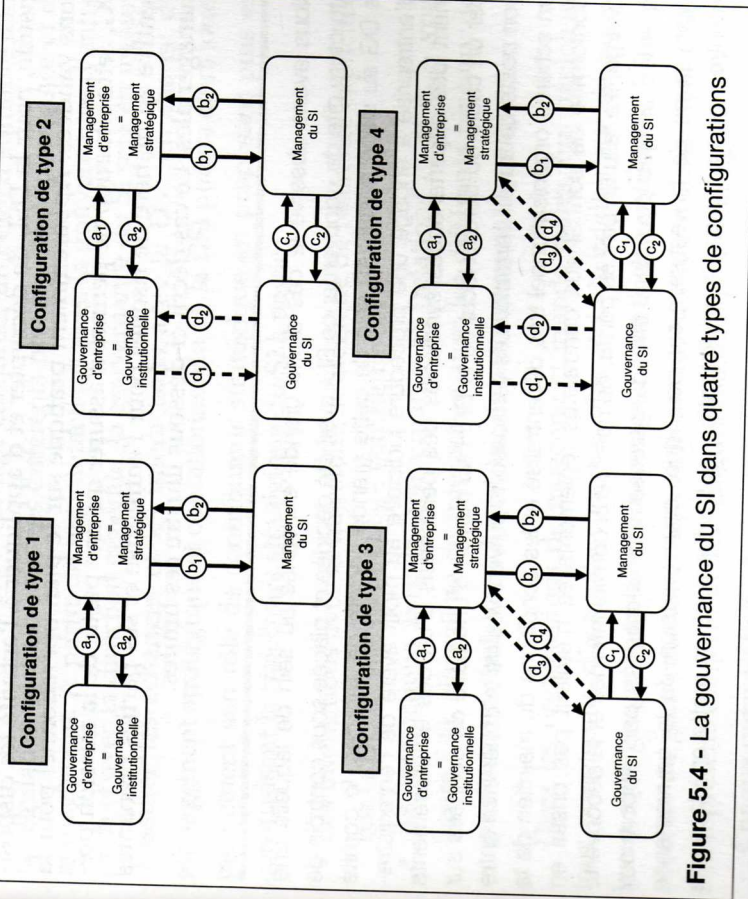 Configuration de type 1
Gouvernance
d'entreprise
=
Gouvernance
institutionnelle
a1
a2
Management
d'entreprise
=
Management
stratégique
b1
b2
Management
du SI
Configuration de type 2
Gouvernance
d'entreprise
=
Gouvernance
institutionnelle
a1
a2
Management
d'entreprise
=
Management
stratégique
d1
d2
b1
b2
Gouvernance
du SI
c1
c2
Management
du SI
Configuration de type 3
Gouvernance
d'entreprise
=
Gouvernance
institutionnelle
a1
a2
Management
d'entreprise
=
Management
stratégique
d3
d4
b1
b2
Gouvernance
du SI
c1
c2
Management
du SI
Configuration de type 4
Gouvernance
d'entreprise
=
Gouvernance
institutionnelle
a1
a2
Management
d'entreprise
=
Management
stratégique
d1
d2
d3
d4
b1
b2
Gouvernance
du SI
c1
c2
Management
du SI
Figure 5.4 - La gouvernance du SI dans quatre types de configurations